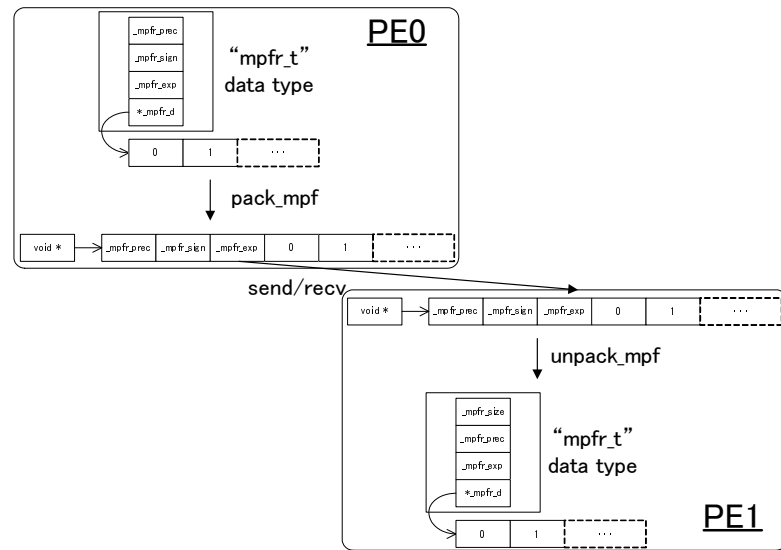 PE0
_mpfr_prec
_mpfr_sign
_mpfr_exp
*_mpfr_d
“mpfr_t”
data type
0 1 ...
pack_mpf
void * _mpfr_prec _mpfr_sign _mpfr_exp 0 1 ...
send/recv
void * _mpfr_prec _mpfr_sign _mpfr_exp 0 1 ...
unpack_mpf
_mpfr_size
_mpfr_prec
_mpfr_exp
*_mpfr_d
“mpfr_t”
data type
0 1 ...
PE1